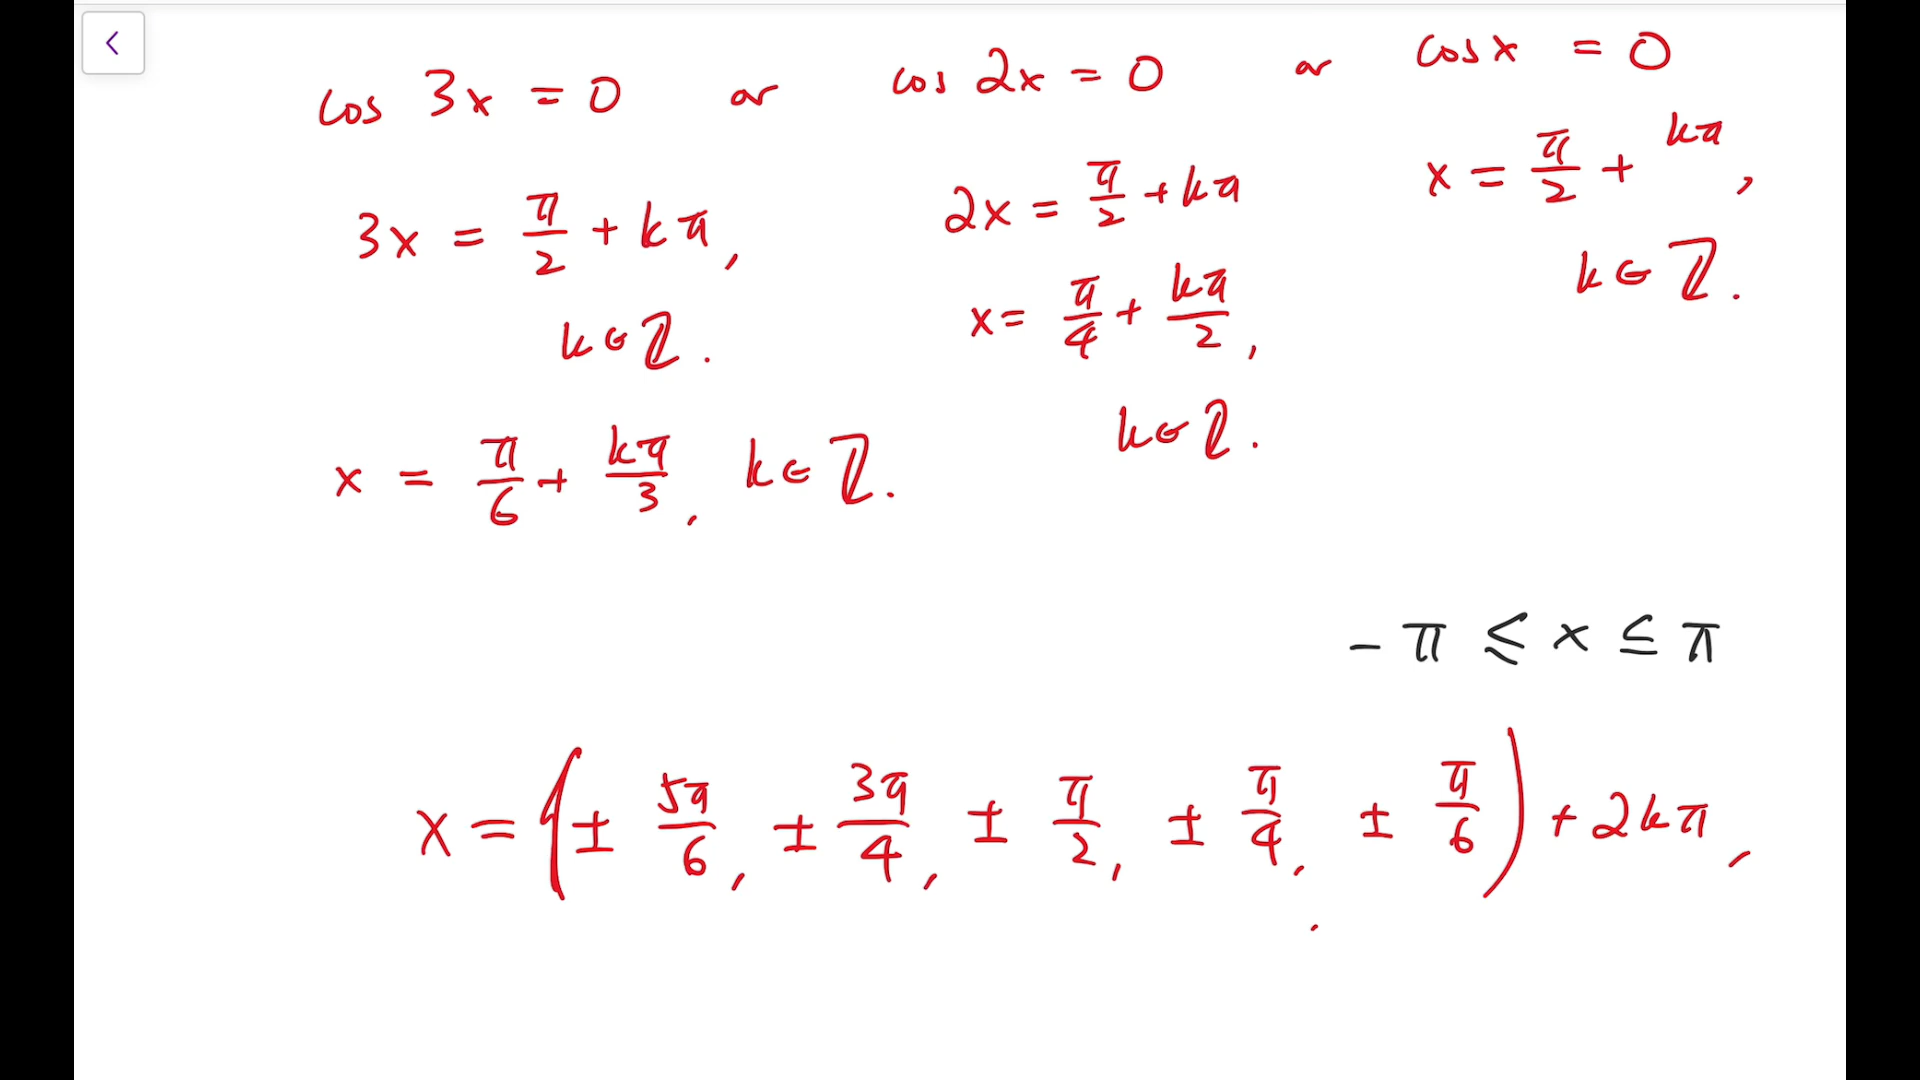 cos 3x = 0 or cos 2x = 0 or cos x = 0
3x = π/2 + kπ, 2x = π/2 + kπ x = π/2 + kπ,
k ∈ ℤ. x = π/4 + kπ/2, k ∈ ℤ.
x = π/6 + kπ/3, k ∈ ℤ. k ∈ ℤ.
-π ≤ x ≤ π
x = (± 5π/6, ± 3π/4, ± π/2, ± π/4, ± π/6) + 2kπ,